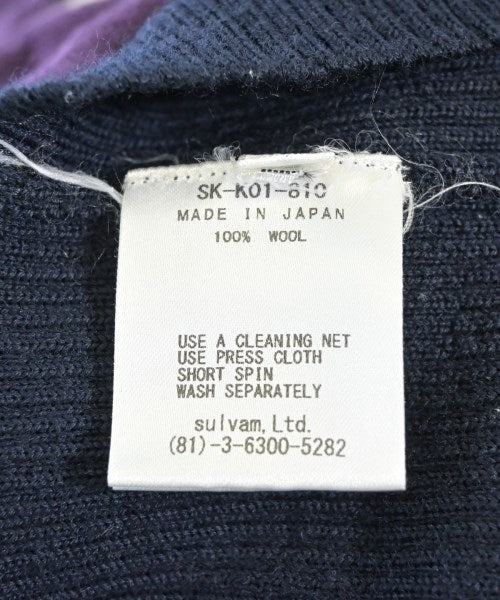 SK-K01-610
MADE IN JAPAN
100% WOOL
USE A CLEANING NET
USE PRESS CLOTH
SHORT SPIN
WASH SEPARATELY
sulvam, Ltd.
(81)-3-6300-5282